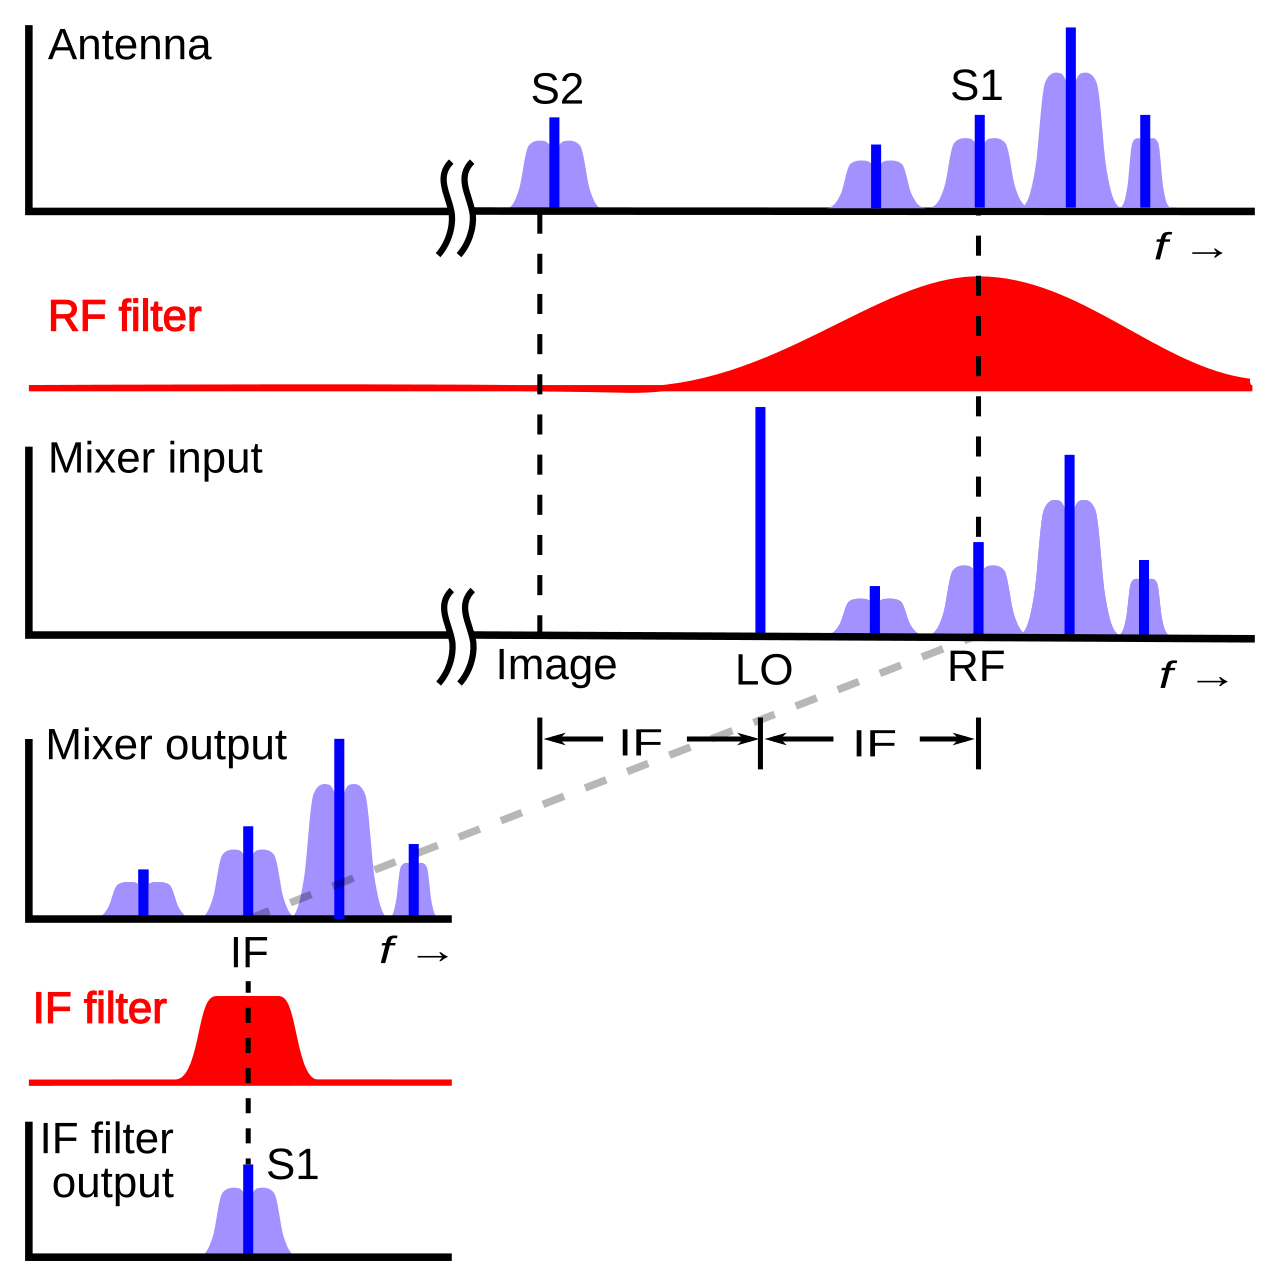 Antenna
S2
S1
f →
RF filter
Mixer input
Image
LO
RF
f →
Mixer output
IF
IF
IF
f →
IF filter
IF filter
output
S1